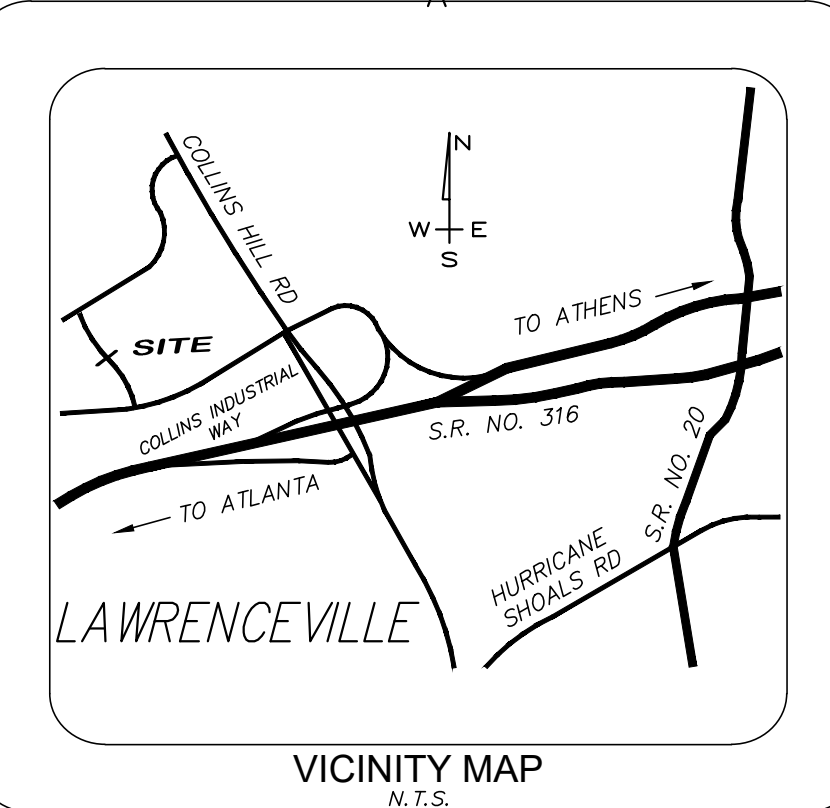 COLLINS HILL RD
N
W E
S
TO ATHENS
SITE
COLLINS INDUSTRIAL
WAY
S.R. NO. 316
S.R. NO. 20
TO ATLANTA
HURRICANE
SHOALS RD
LAWRENCEVILLE
VICINITY MAP
N.T.S.